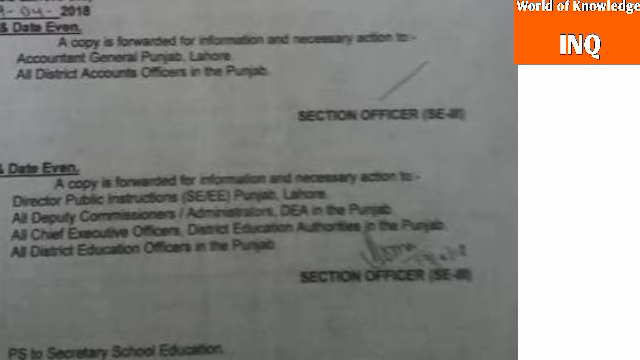 2018
& Date Even.
A copy is forwarded for information and necessary action to:-
Accountant General Punjab, Lahore.
All District Accounts Officers in the Punjab.
SECTION OFFICER (SE-III)
& Date Even.
A copy is forwarded for information and necessary action to:-
Director Public Instructions (SE/EE) Punjab, Lahore.
All Deputy Commissioners / Administrators, DEA in the Punjab
All Chief Executive Officers, District Education Authorities in the Punjab.
All District Education Officers in the Punjab
SECTION OFFICER (SE-III)
PS to Secretary School Education.
World of Knowledge
INQ